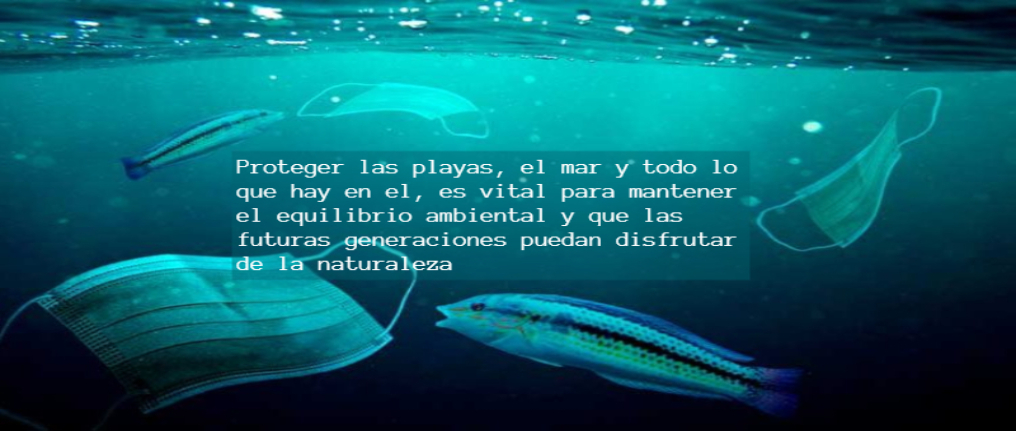 Proteger las playas, el mar y todo lo
que hay en el, es vital para mantener
el equilibrio ambiental y que las
futuras generaciones puedan disfrutar
de la naturaleza